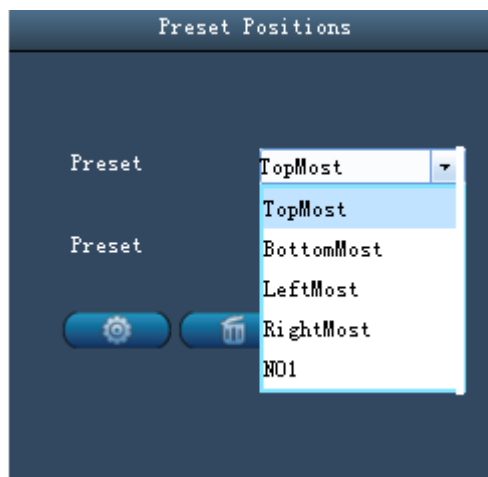 Preset Positions
Preset
TopMost
TopMost
Preset
BottomMost
LeftMost
RightMost
NO1